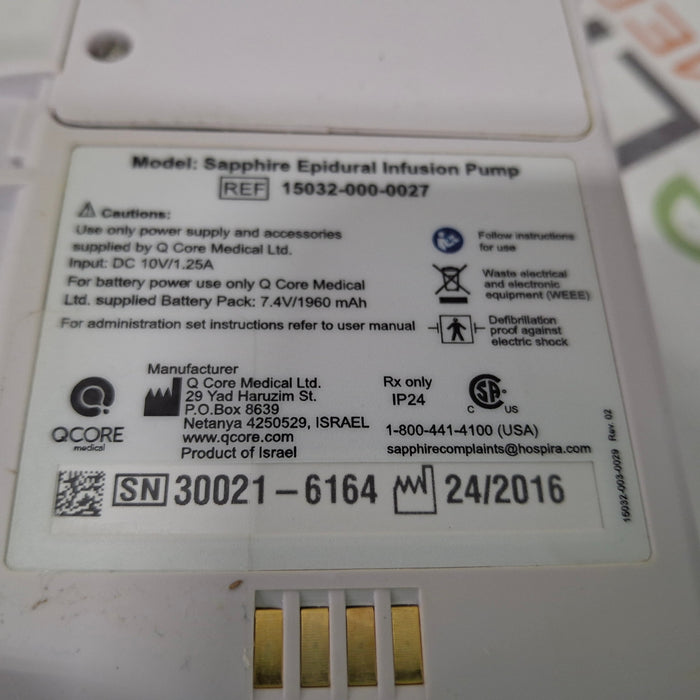 Model: Sapphire Epidural Infusion Pump
REF 15032-000-0027
Cautions:
Use only power supply and accessories
supplied by Q Core Medical Ltd.
Input: DC 10V/1.25A
For battery power use only Q Core Medical
Ltd. supplied Battery Pack: 7.4V/1960 mAh
For administration set instructions refer to user manual
Follow instructions
for use
Waste electrical
and electronic
equipment (WEEE)
Defibrillation
proof against
electric shock
Manufacturer
Q Core Medical Ltd.
29 Yad Haruzim St.
P.O.Box 8639
Netanya 4250529, ISRAEL
www.qcore.com
Product of Israel
QCORE
medical
Rx only
IP24
C SA US
1-800-441-4100 (USA)
sapphirecomplaints@hospira.com
SN 30021-6164 24/2016
15032-003-0029 Rev. 02